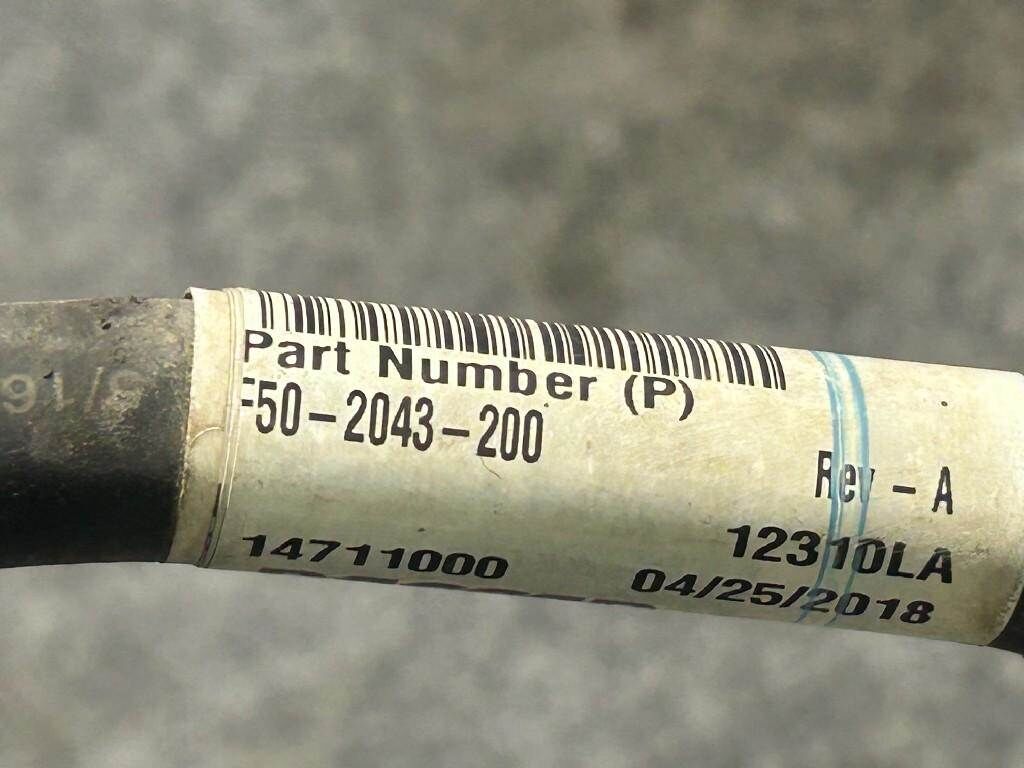 Part Number (P)
F50-2043-200
Rev - A
14711000
12310LA
04/25/2018